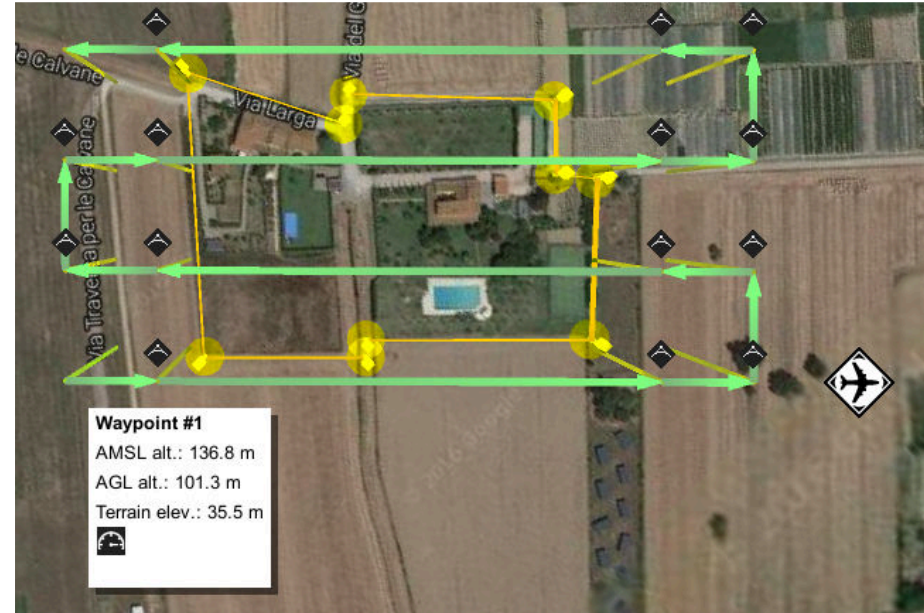 le Calvane
Via del G
Via Larga
Via Traversa per le Calvane
Waypoint #1
AMSL alt.: 136.8 m
AGL alt.: 101.3 m
Terrain elev.: 35.5 m